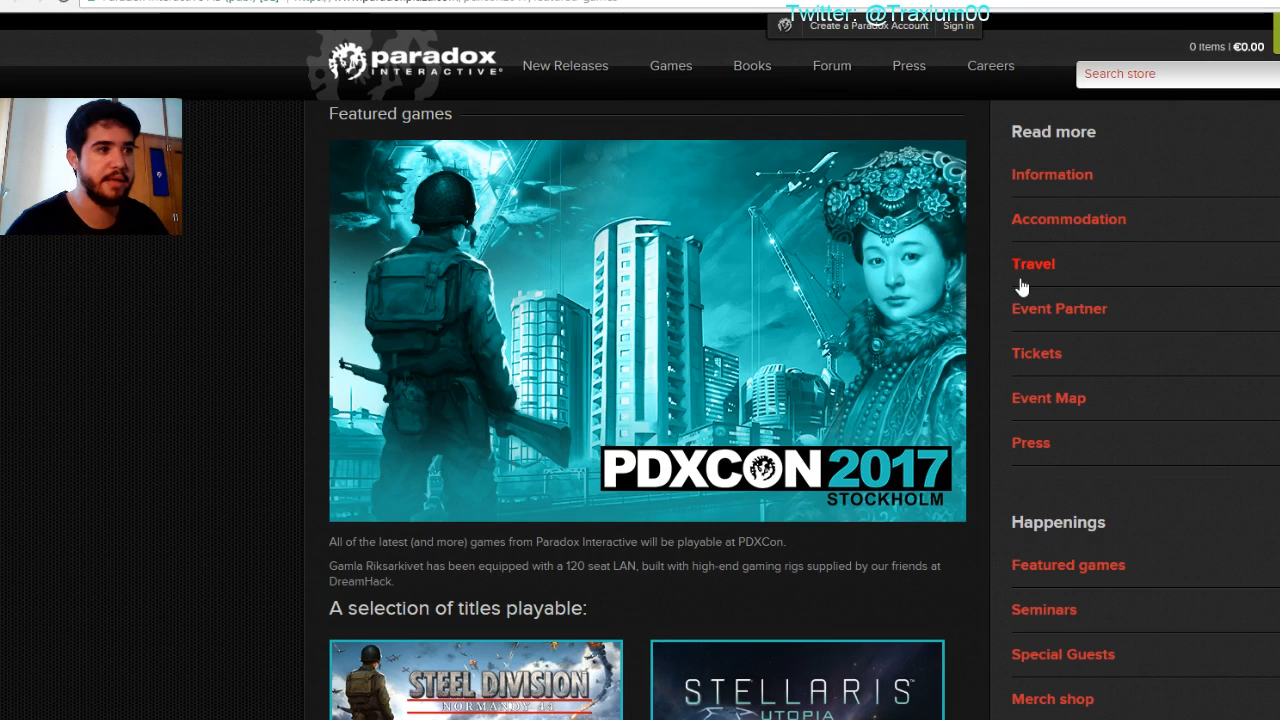 Twitter: @Traxium00
Create a Paradox Account
Sign in
0 items | €0.00
paradox
INTERACTIVE
New Releases
Games
Books
Forum
Press
Careers
Search store
Featured games
PDXCON 2017
STOCKHOLM
All of the latest (and more) games from Paradox Interactive will be playable at PDXCon.
Gamla Riksarkivet has been equipped with a 120 seat LAN, built with high-end gaming rigs supplied by our friends at
DreamHack.
A selection of titles playable:
STEEL DIVISION
NORMANDY 44
STELLARIS™
UTOPIA
Read more
Information
Accommodation
Travel
Event Partner
Tickets
Event Map
Press
Happenings
Featured games
Seminars
Special Guests
Merch shop